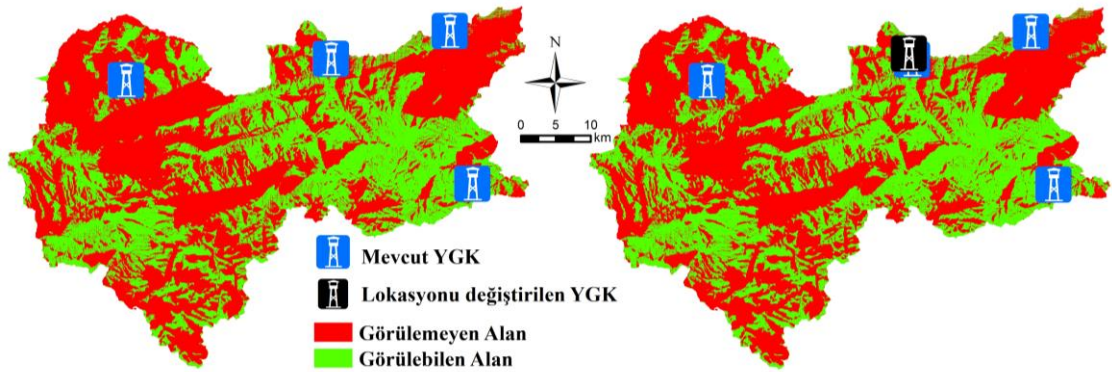 N
0 5 10
km
Mevcut YGK
Lokasyonu değiştirilen YGK
Görülemeyen Alan
Görülebilen Alan